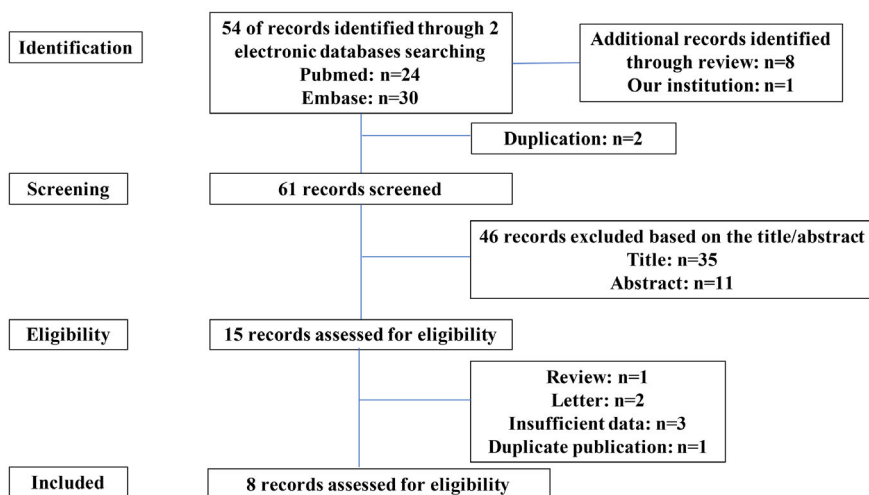 Identification
54 of records identified through 2
electronic databases searching
Pubmed: n=24
Embase: n=30
Additional records identified
through review: n=8
Our institution: n=1
Duplication: n=2
Screening
61 records screened
46 records excluded based on the title/abstract
Title: n=35
Abstract: n=11
Eligibility
15 records assessed for eligibility
Review: n=1
Letter: n=2
Insufficient data: n=3
Duplicate publication: n=1
Included
8 records assessed for eligibility